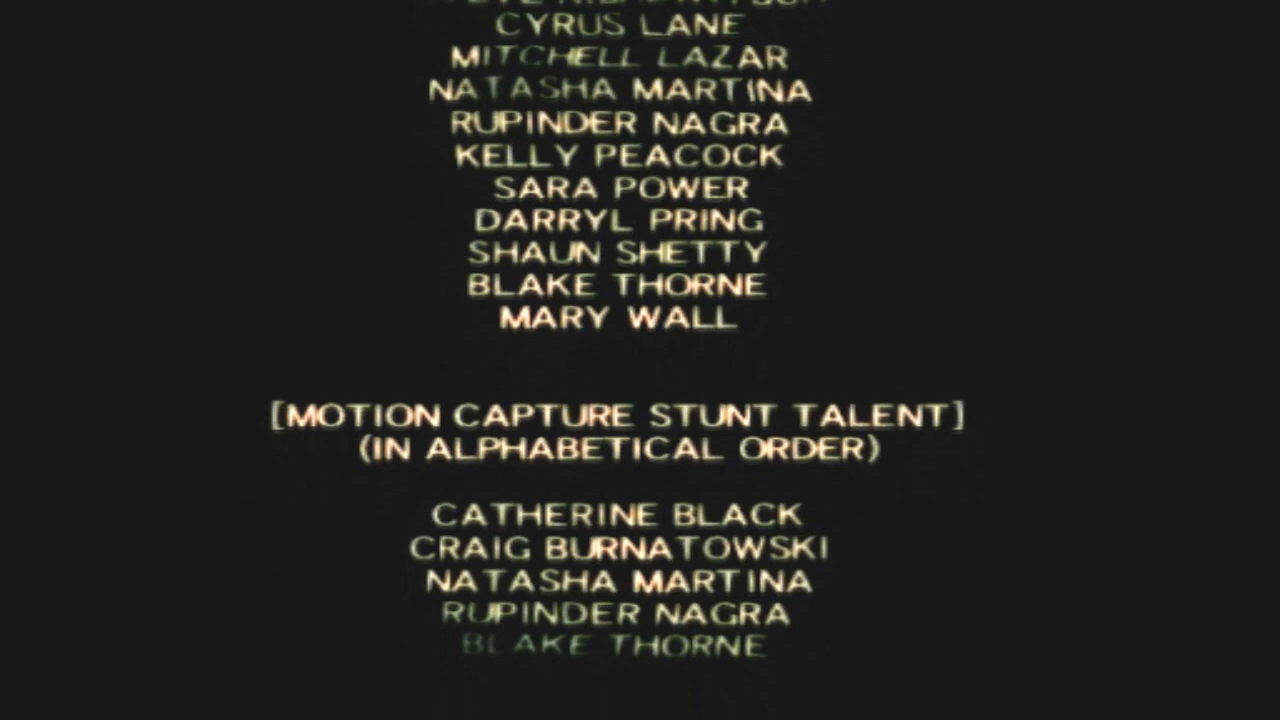 CYRUS LANE
MITCHELL LAZAR
NATASHA MARTINA
RUPINDER NAGRA
KELLY PEACOCK
SARA POWER
DARRYL PRING
SHAUN SHETTY
BLAKE THORNE
MARY WALL
[MOTION CAPTURE STUNT TALENT]
(IN ALPHABETICAL ORDER)
CATHERINE BLACK
CRAIG BURNATOWSKI
NATASHA MARTINA
RUPINDER NAGRA
BLAKE THORNE